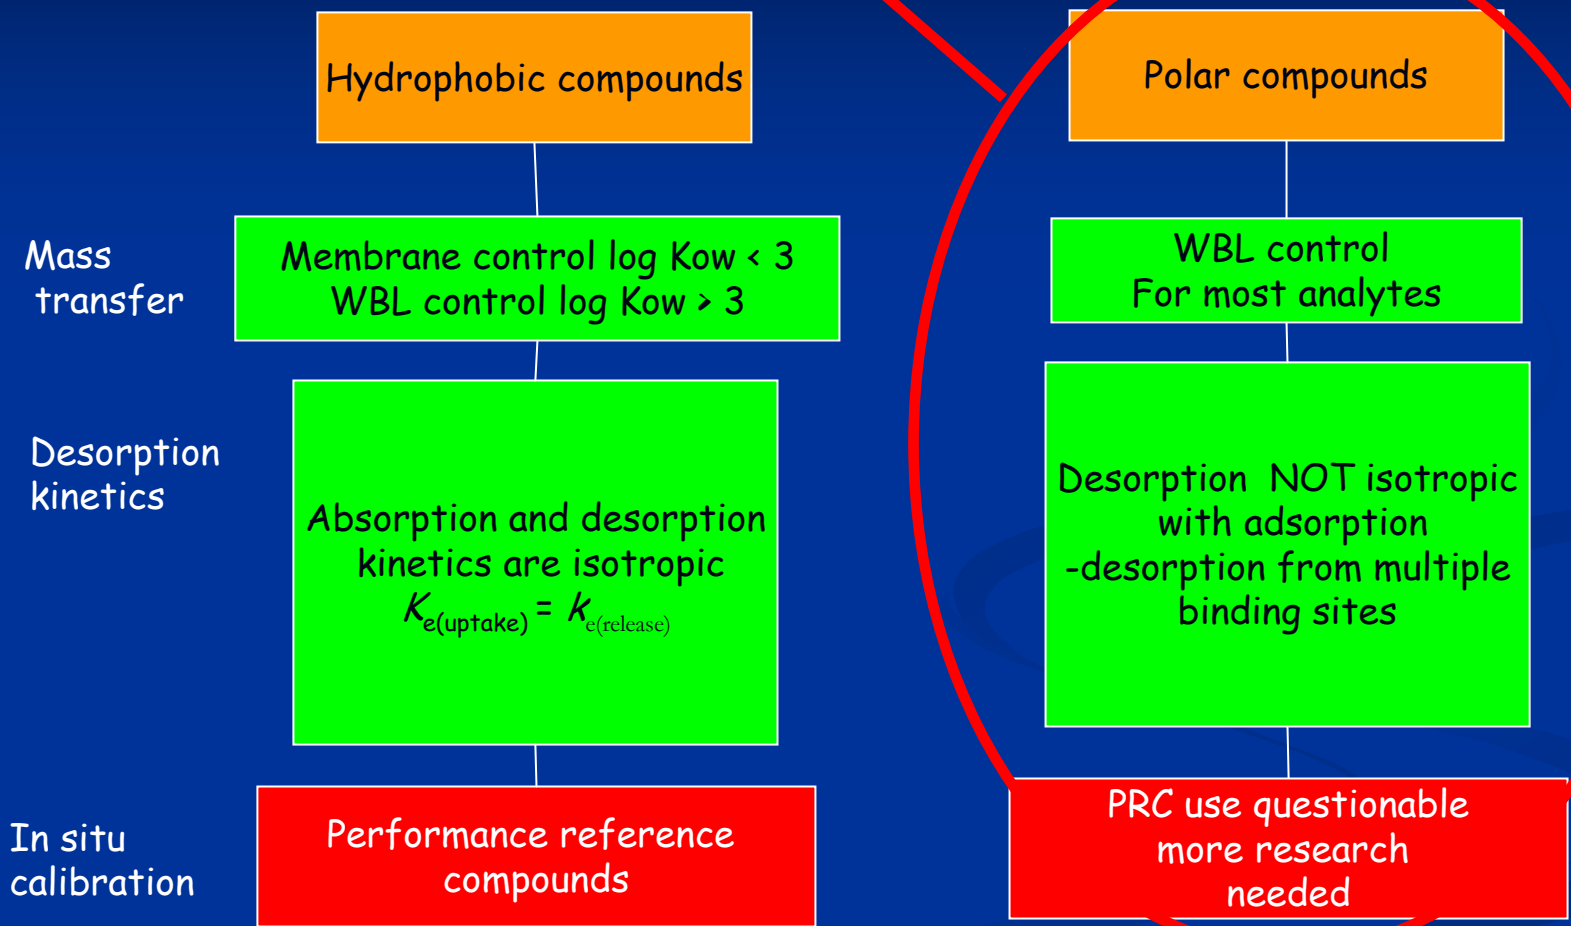 Hydrophobic compounds
Polar compounds
Mass
transfer
Membrane control log Kow < 3
WBL control log Kow > 3
WBL control
For most analytes
Desorption
kinetics
Absorption and desorption
kinetics are isotropic
Ke(uptake) = ke(release)
Desorption NOT isotropic
with adsorption
-desorption from multiple
binding sites
In situ
calibration
Performance reference
compounds
PRC use questionable
more research
needed